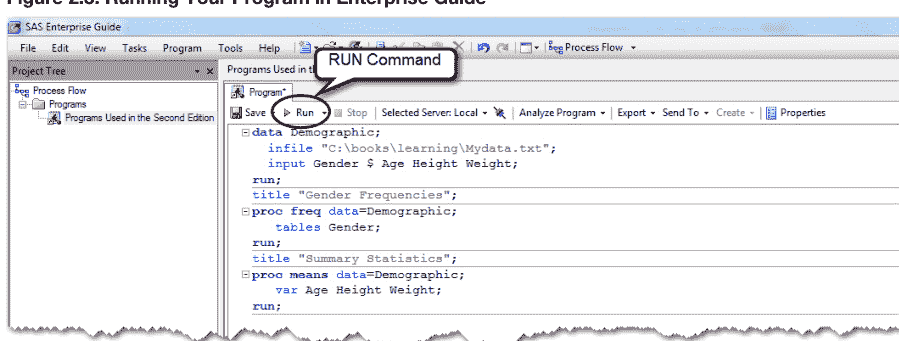 Figure 2.3: Running Your Program in Enterprise Guide
SAS Enterprise Guide
File Edit View Tasks Program Tools Help Process Flow
RUN Command
Project Tree
Programs Used in t
Process Flow
Programs
Programs Used in the Second Edition
Program*
Save Run Stop Selected Server: Local Analyze Program Export Send To Create Properties
data Demographic;
infile "C:\books\learning\Mydata.txt";
input Gender $ Age Height Weight;
run;
title "Gender Frequencies";
proc freq data=Demographic;
tables Gender;
run;
title "Summary Statistics";
proc means data=Demographic;
var Age Height Weight;
run;